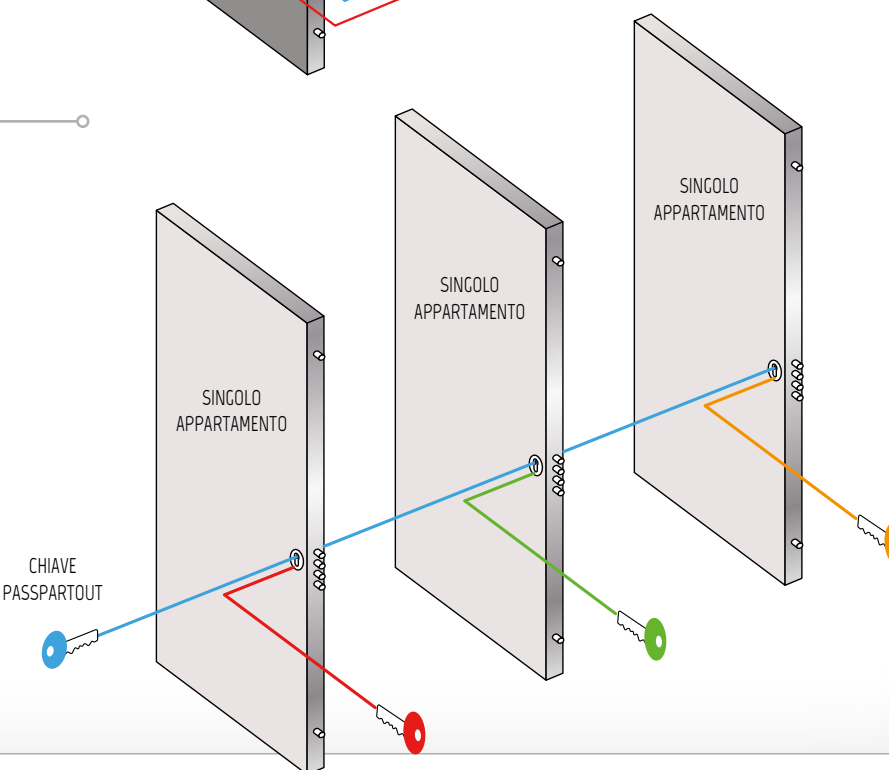 SINGOLO
APPARTAMENTO
SINGOLO
APPARTAMENTO
SINGOLO
APPARTAMENTO
CHIAVE
PASSPARTOUT